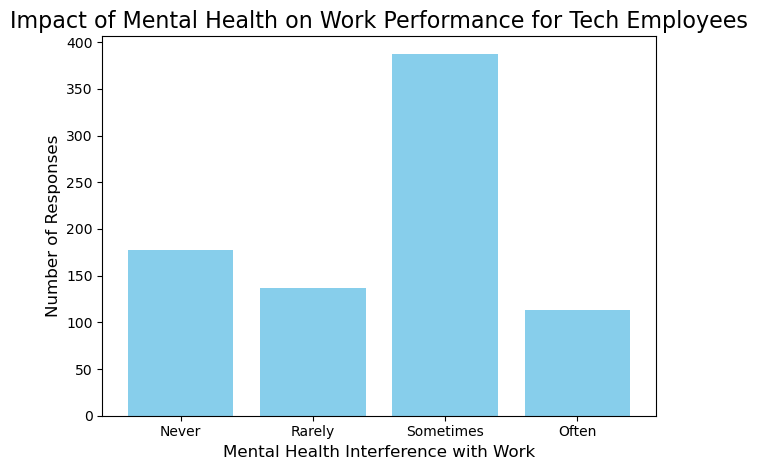 Impact of Mental Health on Work Performance for Tech Employees
400
350
300
250
200
150
100
50
0
Number of Responses
Never Rarely Sometimes Often
Mental Health Interference with Work